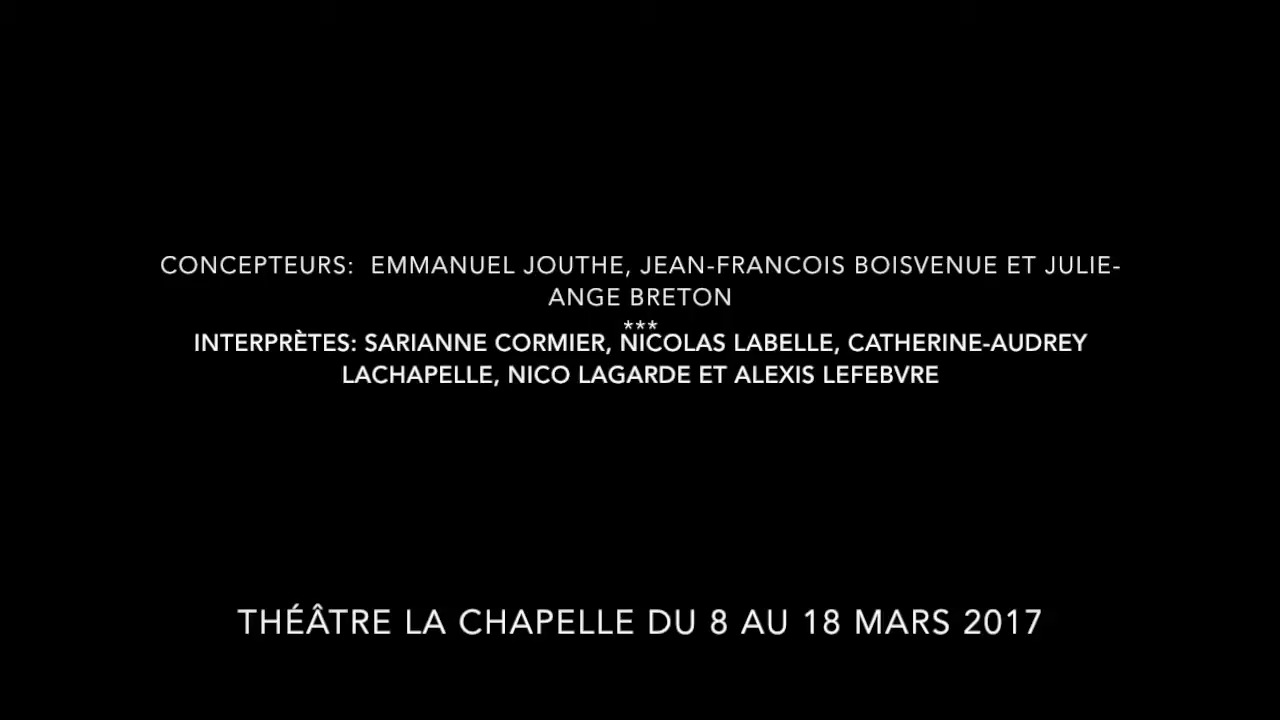 CONCEPTEURS:  EMMANUEL JOUTHE, JEAN-FRANCOIS BOISVENUE ET JULIE-
ANGE BRETON
***
INTERPRÈTES: SARIANNE CORMIER, NICOLAS LABELLE, CATHERINE-AUDREY
LACHAPELLE, NICO LAGARDE ET ALEXIS LEFEBVRE
THÉÂTRE LA CHAPELLE DU 8 AU 18 MARS 2017